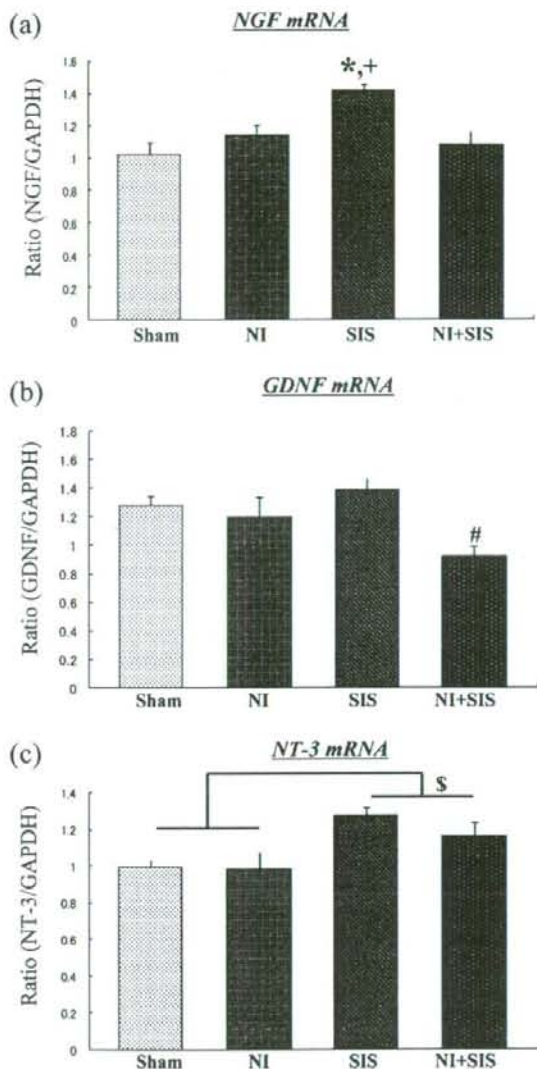 (a)
NGF mRNA
*,+
Ratio (NGF/GAPDH)
1.6
1.4
1.2
1
0.8
0.6
0.4
0.2
0
Sham NI SIS NI+SIS
(b)
GDNF mRNA
#
Ratio (GDNF/GAPDH)
1.8
1.6
1.4
1.2
1
0.8
0.6
0.4
0.2
0
Sham NI SIS NI+SIS
(c)
NT-3 mRNA
$
Ratio (NT-3/GAPDH)
1.4
1.2
1
0.8
0.6
0.4
0.2
0
Sham NI SIS NI+SIS